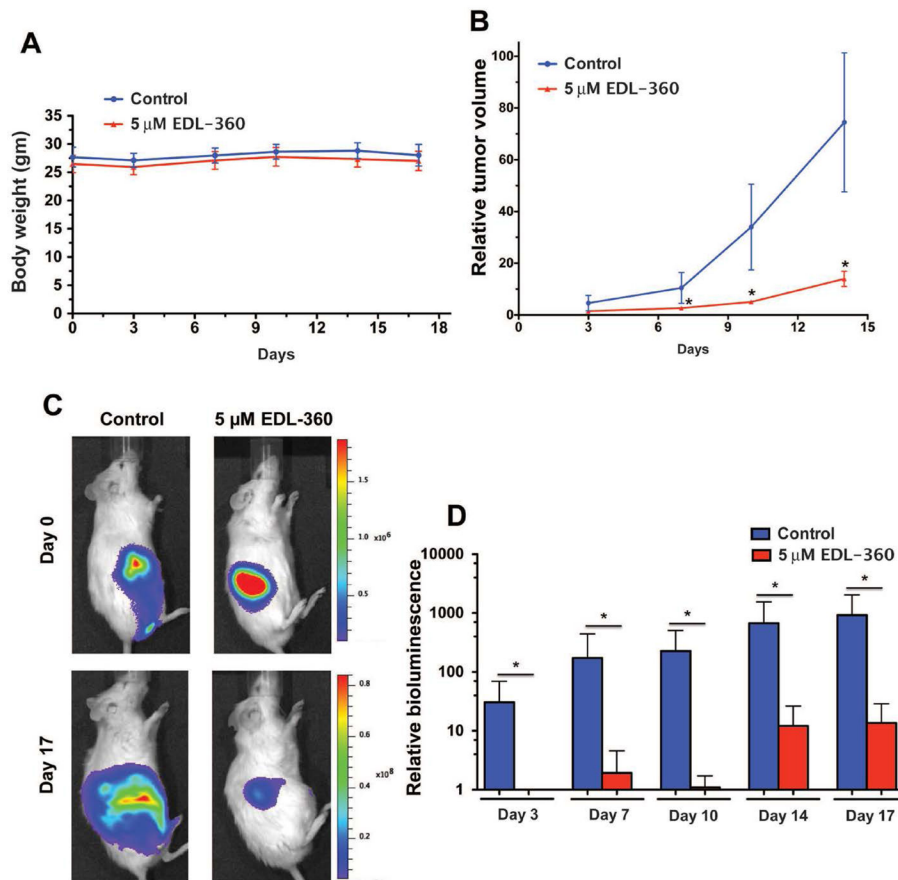 A
Control
5 μM EDL-360
Body weight (gm)
35
30
25
20
15
10
5
0
0 3 6 9 12 15 18
Days
B
Control
5 μM EDL-360
Relative tumor volume
100
80
60
40
20
0
0 3 6 9 12 15
* * *
Days
C
Control 5 μM EDL-360
Day 0
1.5
1.0 x10⁶
0.5
Day 17
0.8
0.6
0.4 x10⁸
0.2
D
Control
5 μM EDL-360
Relative bioluminescence
10000
1000
100
10
1
* * * * *
Day 3 Day 7 Day 10 Day 14 Day 17